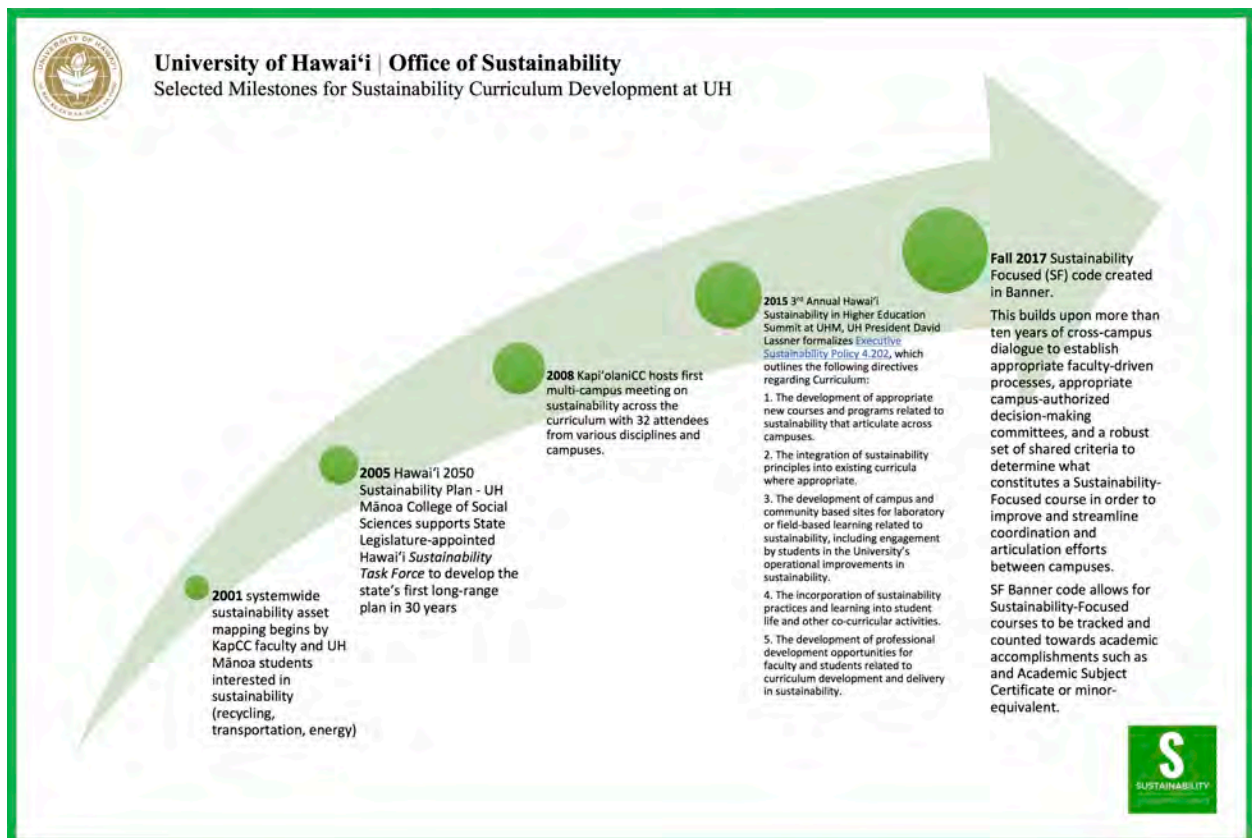 University of Hawai‘i | Office of Sustainability
Selected Milestones for Sustainability Curriculum Development at UH
2001 systemwide
sustainability asset
mapping begins by
KapCC faculty and UH
Mānoa students
interested in
sustainability
(recycling,
transportation, energy)
2005 Hawai‘i 2050
Sustainability Plan - UH
Mānoa College of Social
Sciences supports State
Legislature-appointed
Hawai‘i Sustainability
Task Force to develop the
state’s first long-range
plan in 30 years
2008 Kapi‘olaniCC hosts first
multi-campus meeting on
sustainability across the
curriculum with 32 attendees
from various disciplines and
campuses.
2015 3rd Annual Hawai‘i
Sustainability in Higher Education
Summit at UHM, UH President David
Lassner formalizes Executive
Sustainability Policy 4.202, which
outlines the following directives
regarding Curriculum:
1. The development of appropriate
new courses and programs related to
sustainability that articulate across
campuses.
2. The integration of sustainability
principles into existing curricula
where appropriate.
3. The development of campus and
community based sites for laboratory
or field-based learning related to
sustainability, including engagement
by students in the University’s
operational improvements in
sustainability.
4. The incorporation of sustainability
practices and learning into student
life and other co-curricular activities.
5. The development of professional
development opportunities for
faculty and students related to
curriculum development and delivery
in sustainability.
Fall 2017 Sustainability
Focused (SF) code created
in Banner.
This builds upon more than
ten years of cross-campus
dialogue to establish
appropriate faculty-driven
processes, appropriate
campus-authorized
decision-making
committees, and a robust
set of shared criteria to
determine what
constitutes a Sustainability-
Focused course in order to
improve and streamline
coordination and
articulation efforts
between campuses.
SF Banner code allows for
Sustainability-Focused
courses to be tracked and
counted towards academic
accomplishments such as
and Academic Subject
Certificate or minor-
equivalent.
S
SUSTAINABILITY
UNIVERSITY OF HAWAI‘I